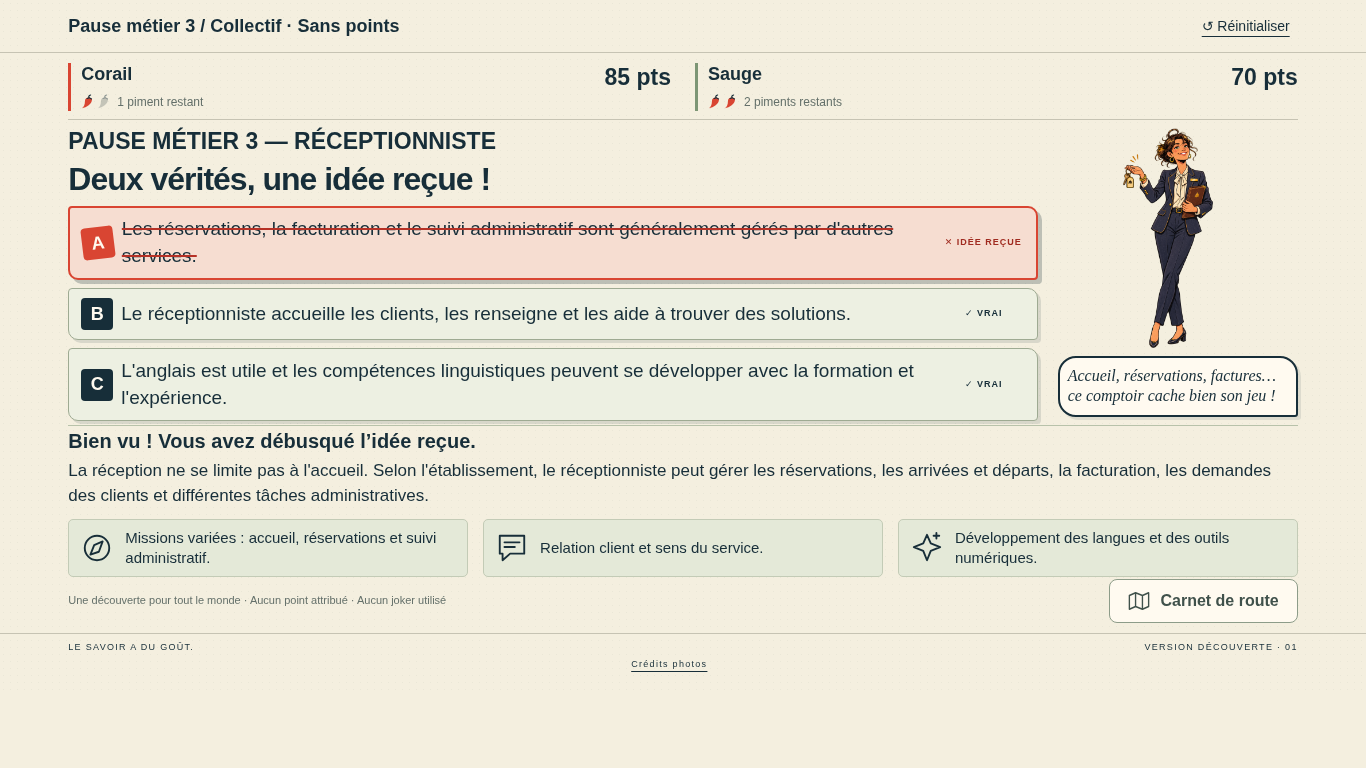 Pause métier 3 / Collectif · Sans points
↺ Réinitialiser
Corail
85 pts
1 piment restant
Sauge
70 pts
2 piments restants
PAUSE MÉTIER 3 — RÉCEPTIONNISTE
Deux vérités, une idée reçue !
A
Les réservations, la facturation et le suivi administratif sont généralement gérés par d'autres
services.
✕ IDÉE REÇUE
B
Le réceptionniste accueille les clients, les renseigne et les aide à trouver des solutions.
✓ VRAI
C
L'anglais est utile et les compétences linguistiques peuvent se développer avec la formation et
l'expérience.
✓ VRAI
Accueil, réservations, factures…
ce comptoir cache bien son jeu !
Bien vu ! Vous avez débusqué l’idée reçue.
La réception ne se limite pas à l'accueil. Selon l'établissement, le réceptionniste peut gérer les réservations, les arrivées et départs, la facturation, les demandes
des clients et différentes tâches administratives.
Missions variées : accueil, réservations et suivi
administratif.
Relation client et sens du service.
Développement des langues et des outils
numériques.
Une découverte pour tout le monde · Aucun point attribué · Aucun joker utilisé
Carnet de route
LE SAVOIR A DU GOÛT.
VERSION DÉCOUVERTE · 01
Crédits photos